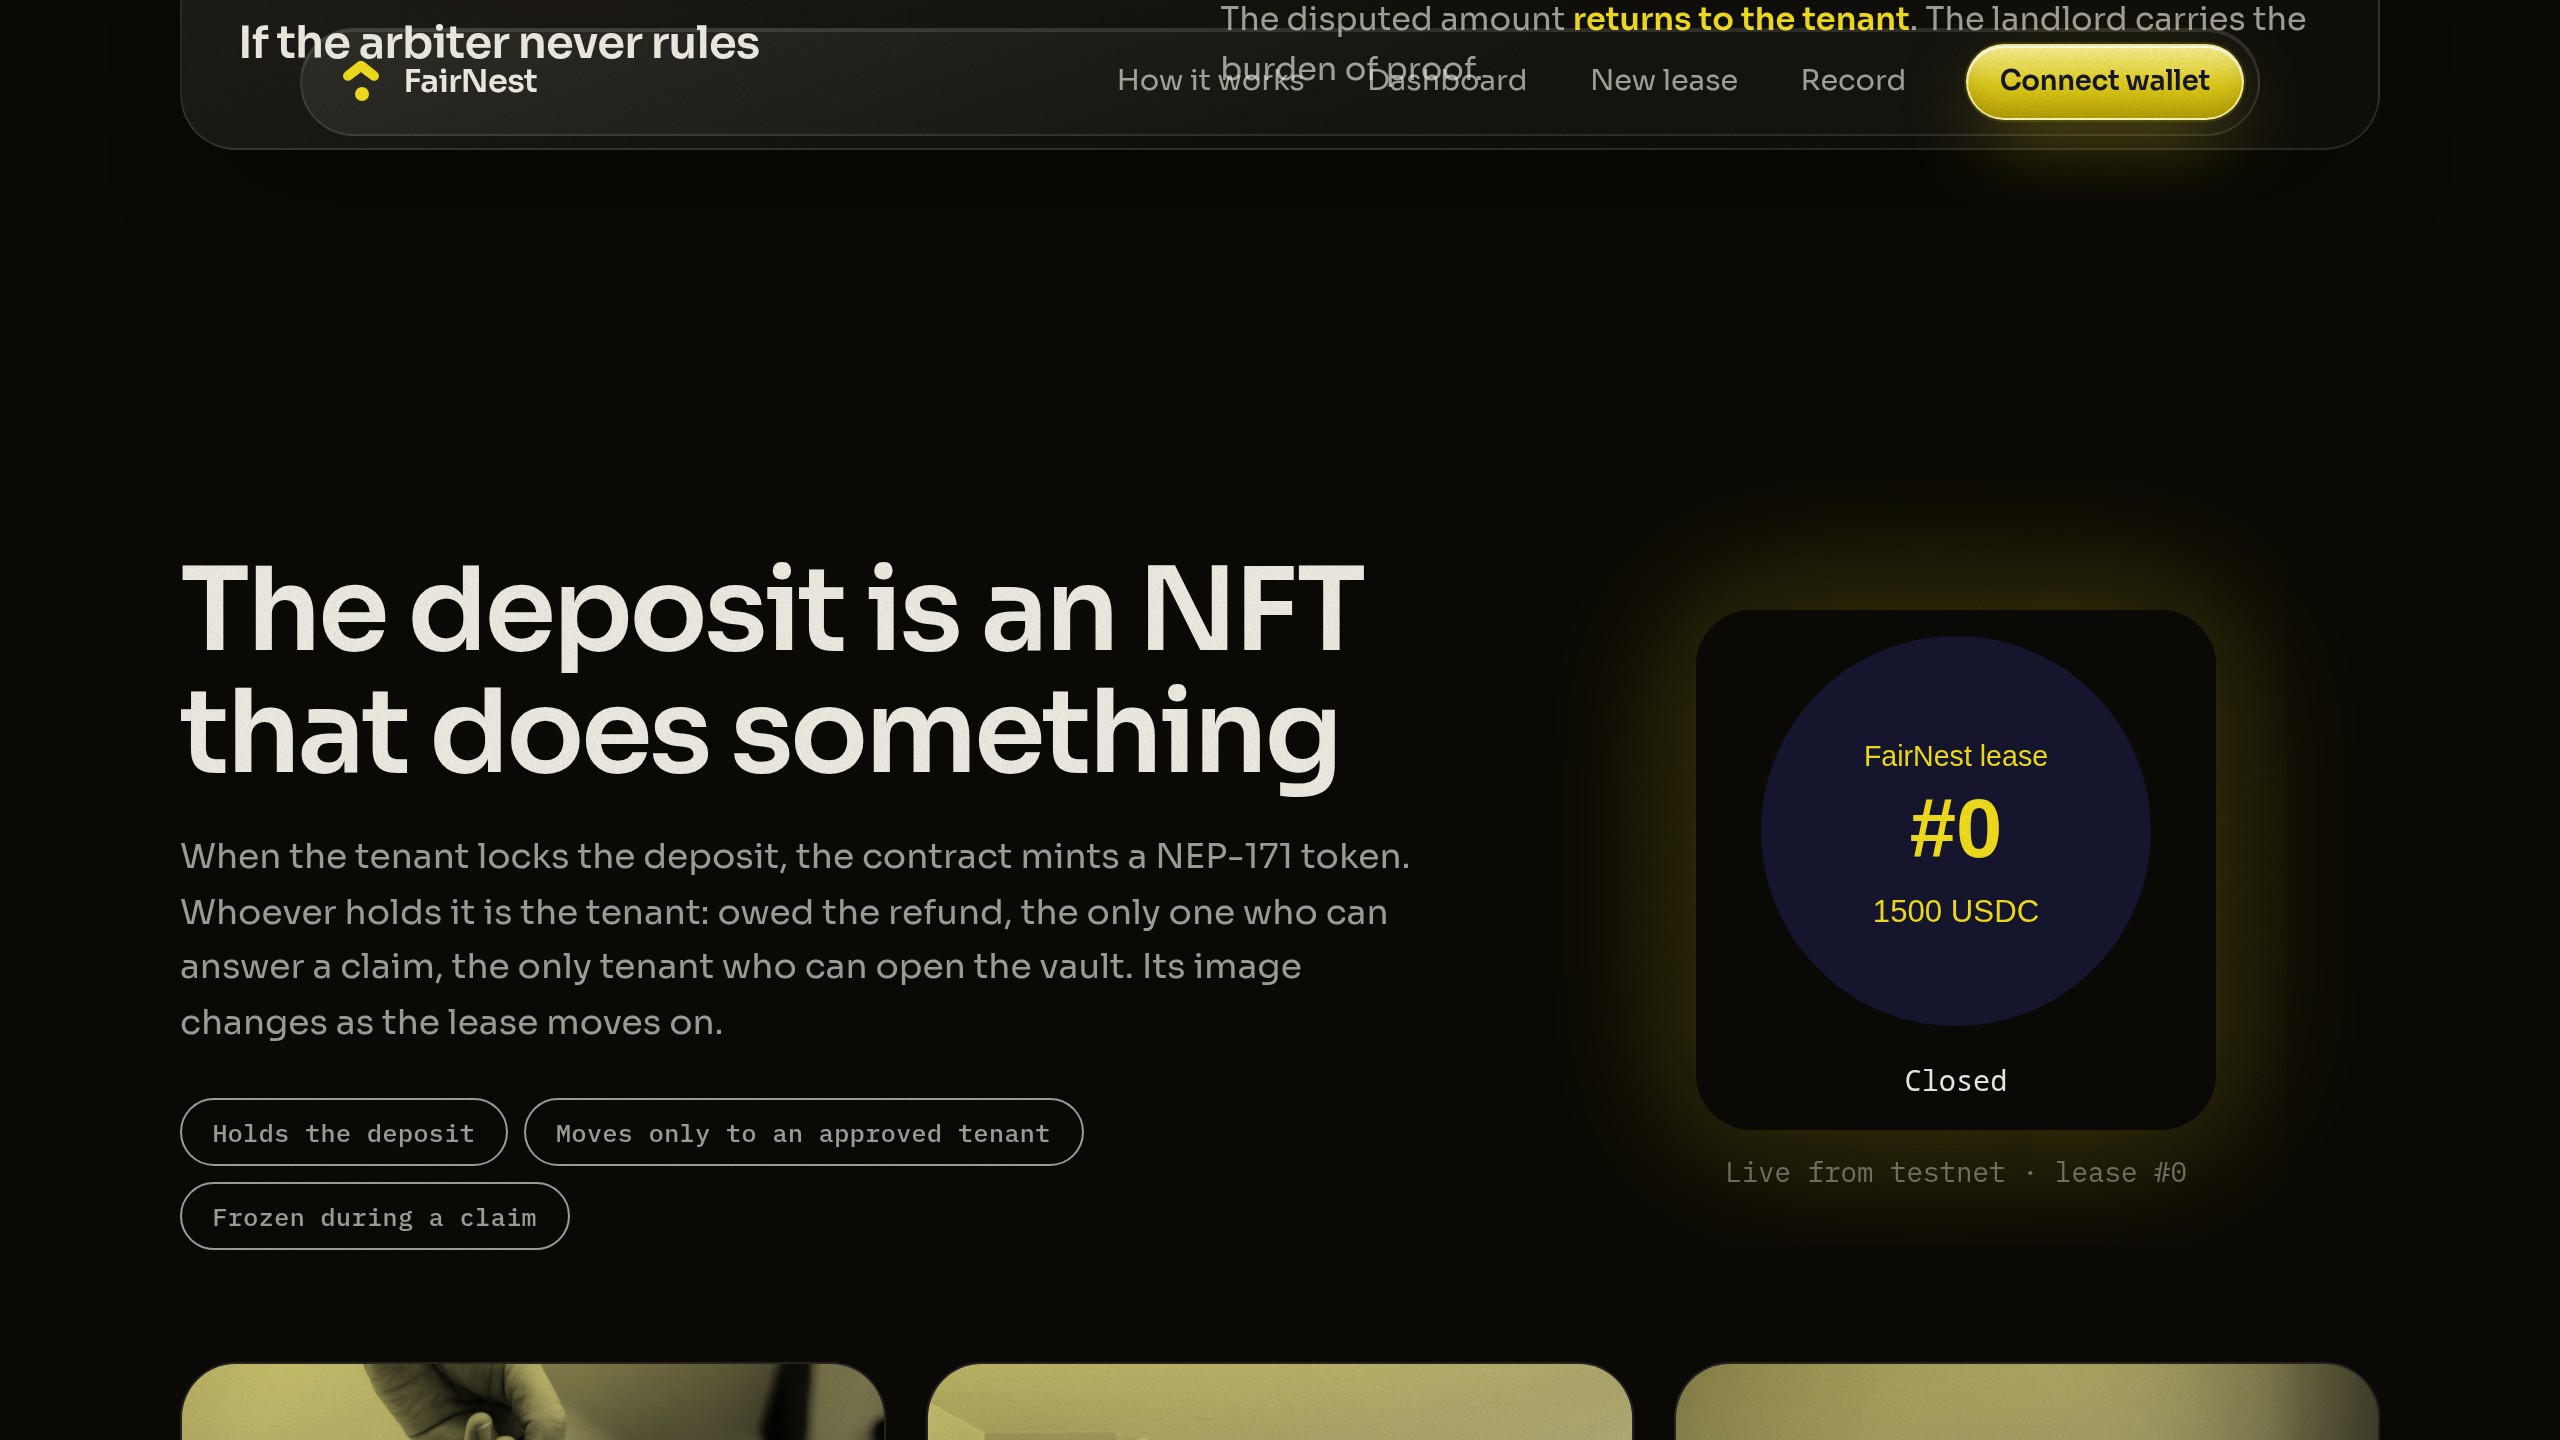 The disputed amount returns to the tenant. The landlord carries the
If the arbiter never rules
burden of proof.
FairNest
How it works
Dashboard
New lease
Record
Connect wallet
The deposit is an NFT
that does something
When the tenant locks the deposit, the contract mints a NEP-171 token.
Whoever holds it is the tenant: owed the refund, the only one who can
answer a claim, the only tenant who can open the vault. Its image
changes as the lease moves on.
Holds the deposit
Moves only to an approved tenant
Frozen during a claim
FairNest lease
#0
1500 USDC
Closed
Live from testnet · lease #0